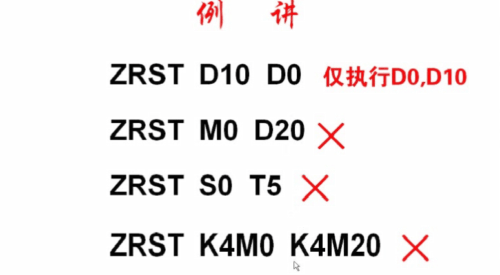 例 讲
ZRST D10 D0 仅执行D0,D10
ZRST M0 D20 ×
ZRST S0 T5 ×
ZRST K4M0 K4M20 ×